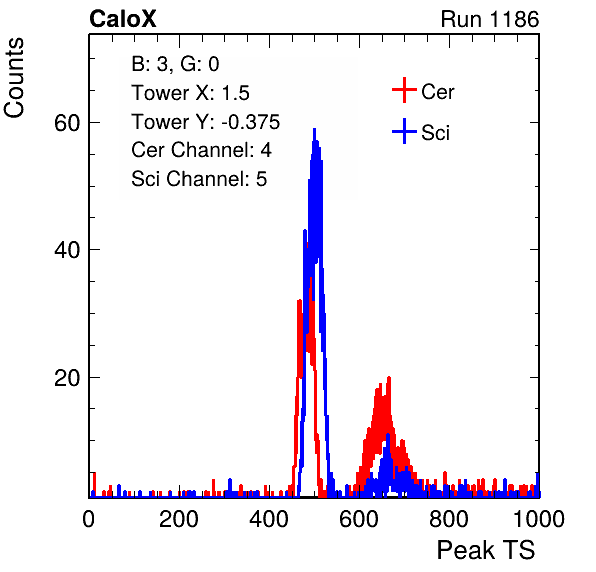 CaloX
Run 1186
Counts
B: 3, G: 0
Tower X: 1.5
Tower Y: -0.375
Cer Channel: 4
Sci Channel: 5
Cer
Sci
60
40
20
0 200 400 600 800 1000
Peak TS